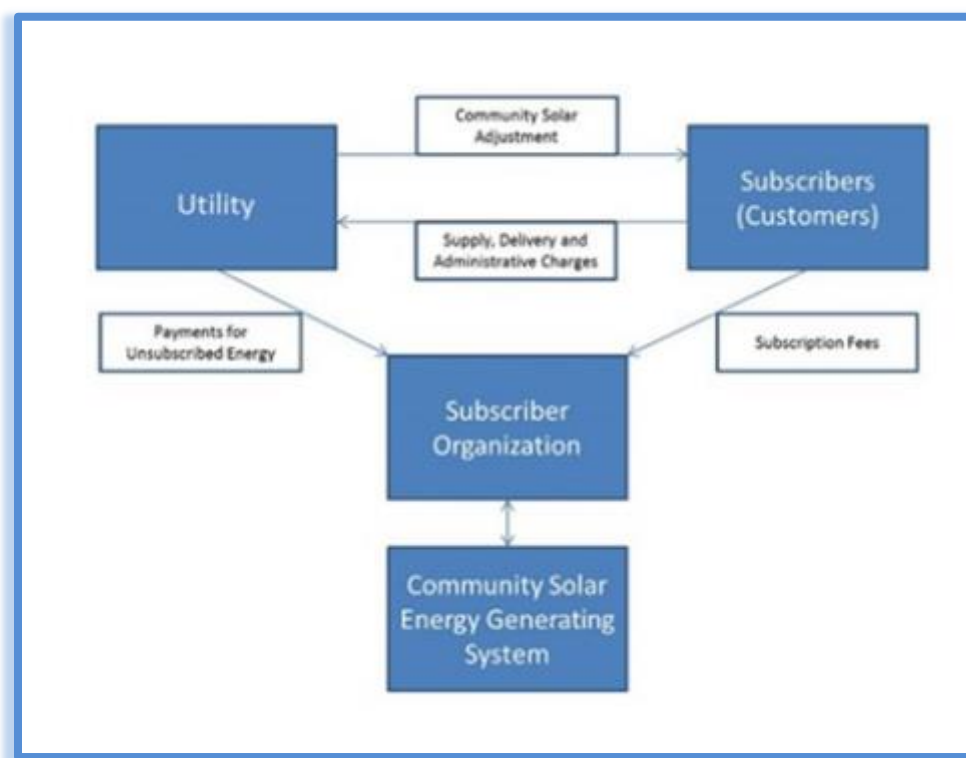 Community Solar
Adjustment
Utility
Subscribers
(Customers)
Supply, Delivery and
Administrative Charges
Payments for
Unsubscribed Energy
Subscription Fees
Subscriber
Organization
Community Solar
Energy Generating
System